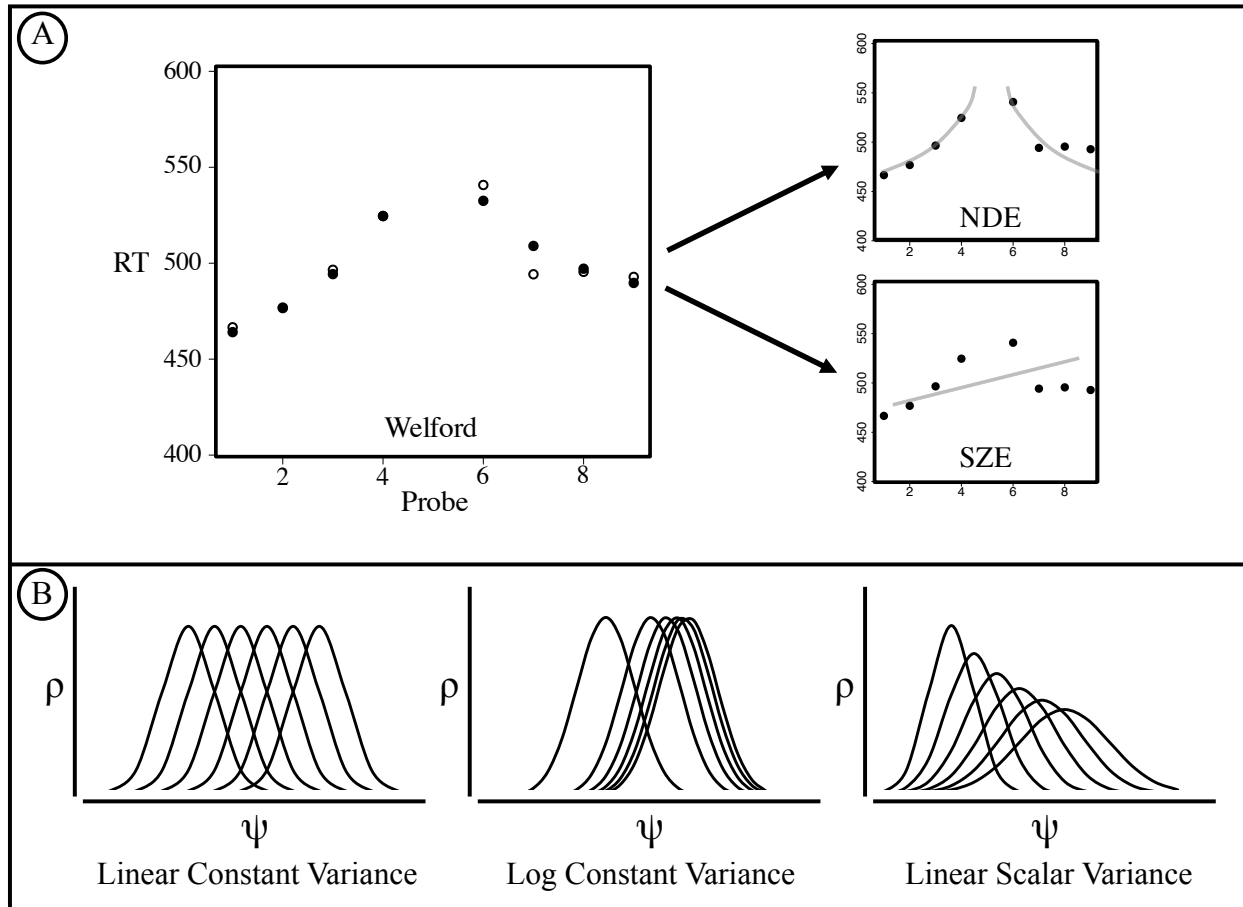 A
600
550
RT
500
450
400
Welford
2 4 6 8
Probe
600
550
500
450
400
NDE
2 4 6 8
600
550
500
450
400
SZE
2 4 6 8
B
ρ
ψ
Linear Constant Variance
ρ
ψ
Log Constant Variance
ρ
ψ
Linear Scalar Variance